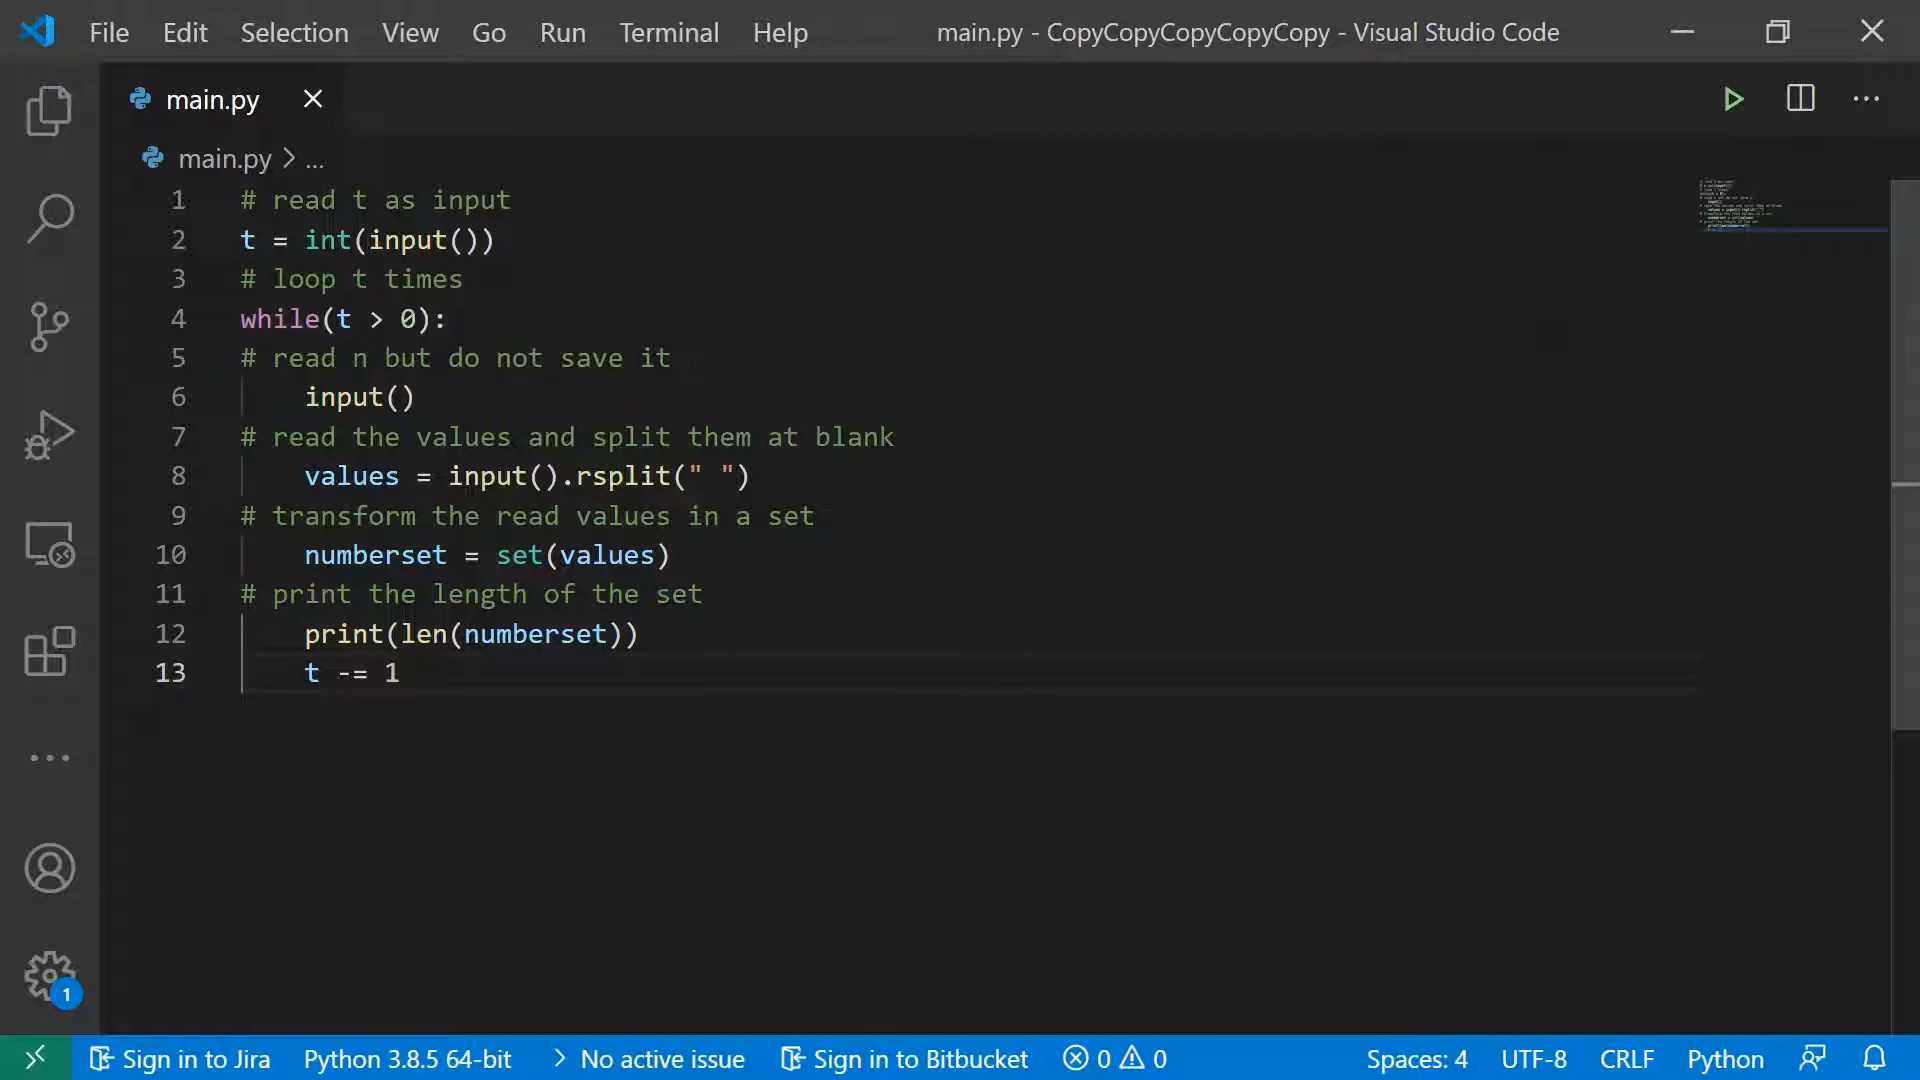 File Edit Selection View Go Run Terminal Help main.py - CopyCopyCopyCopyCopy - Visual Studio Code
main.py
main.py > ...
1 # read t as input
2 t = int(input())
3 # loop t times
4 while(t > 0):
5 # read n but do not save it
6     input()
7 # read the values and split them at blank
8     values = input().rsplit(" ")
9 # transform the read values in a set
10     numberset = set(values)
11 # print the length of the set
12     print(len(numberset))
13     t -= 1
1
Sign in to Jira Python 3.8.5 64-bit > No active issue Sign in to Bitbucket 0 0 Spaces: 4 UTF-8 CRLF Python